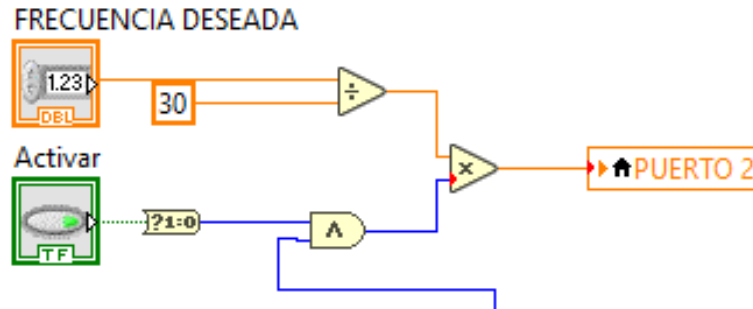 FRECUENCIA DESEADA
1.23
DBL
30
÷
Activar
x
PUERTO 2
?1:0
TF